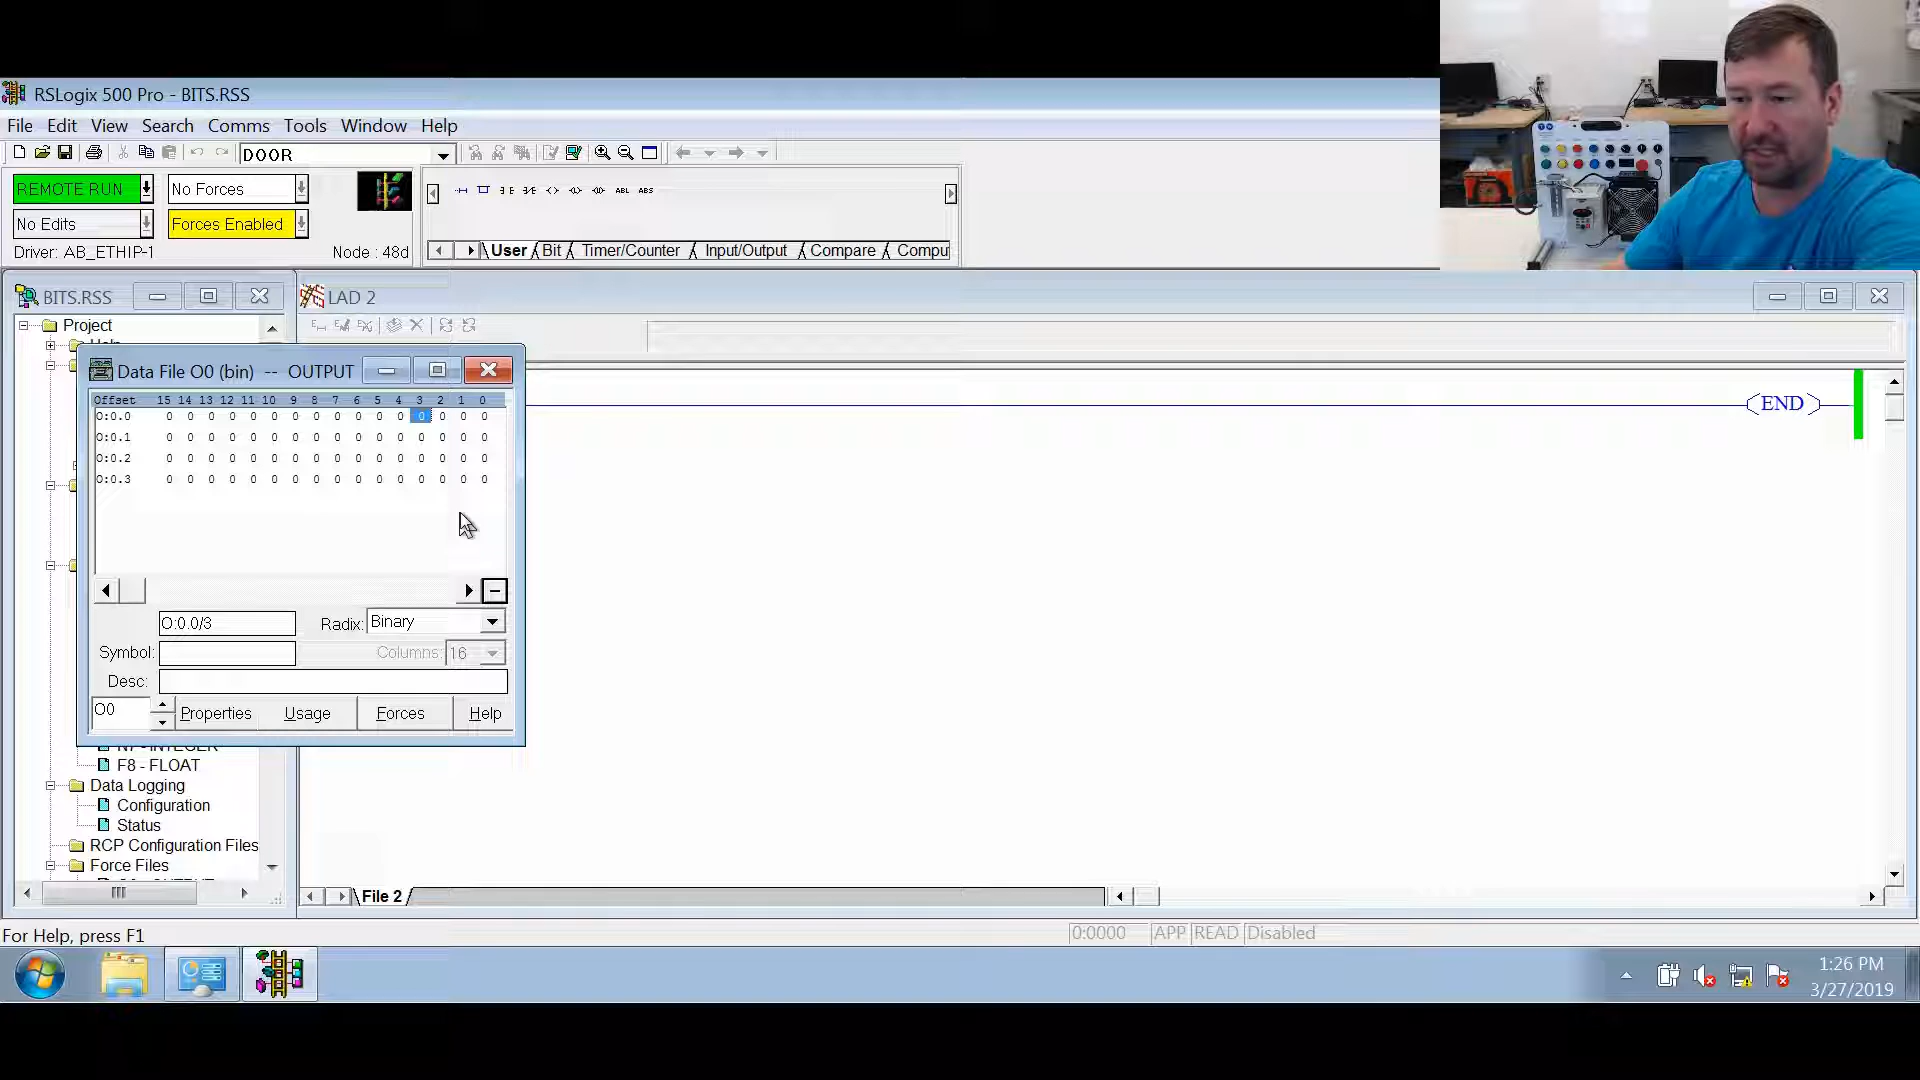 RSLogix 500 Pro - BITS.RSS
File Edit View Search Comms Tools Window Help
DOOR
REMOTE RUN No Forces
No Edits Forces Enabled
Driver: AB_ETHIP-1 Node : 48d
ABL ABS
User Bit Timer/Counter Input/Output Compare Compu
BITS.RSS
LAD 2
Project
Data File O0 (bin) -- OUTPUT
Offset 15 14 13 12 11 10 9 8 7 6 5 4 3 2 1 0
O:0.0 0 0 0 0 0 0 0 0 0 0 0 0 0 0 0 0
O:0.1 0 0 0 0 0 0 0 0 0 0 0 0 0 0 0 0
O:0.2 0 0 0 0 0 0 0 0 0 0 0 0 0 0 0 0
O:0.3 0 0 0 0 0 0 0 0 0 0 0 0 0 0 0 0
END
O:0.0/3 Radix: Binary
Symbol: Columns: 16
Desc:
O0 Properties Usage Forces Help
N7 - INTEGER
F8 - FLOAT
Data Logging
Configuration
Status
RCP Configuration Files
Force Files
File 2
For Help, press F1
0:0000 APP READ Disabled
1:26 PM
3/27/2019